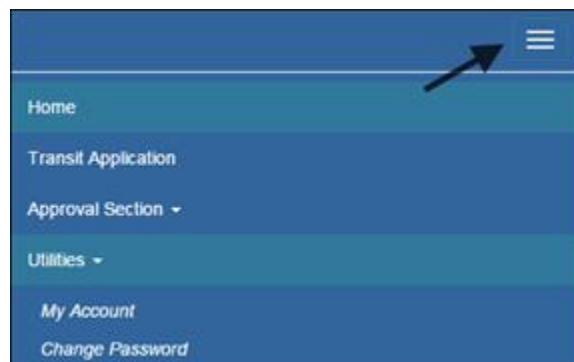 Home
Transit Application
Approval Section
Utilities
My Account
Change Password